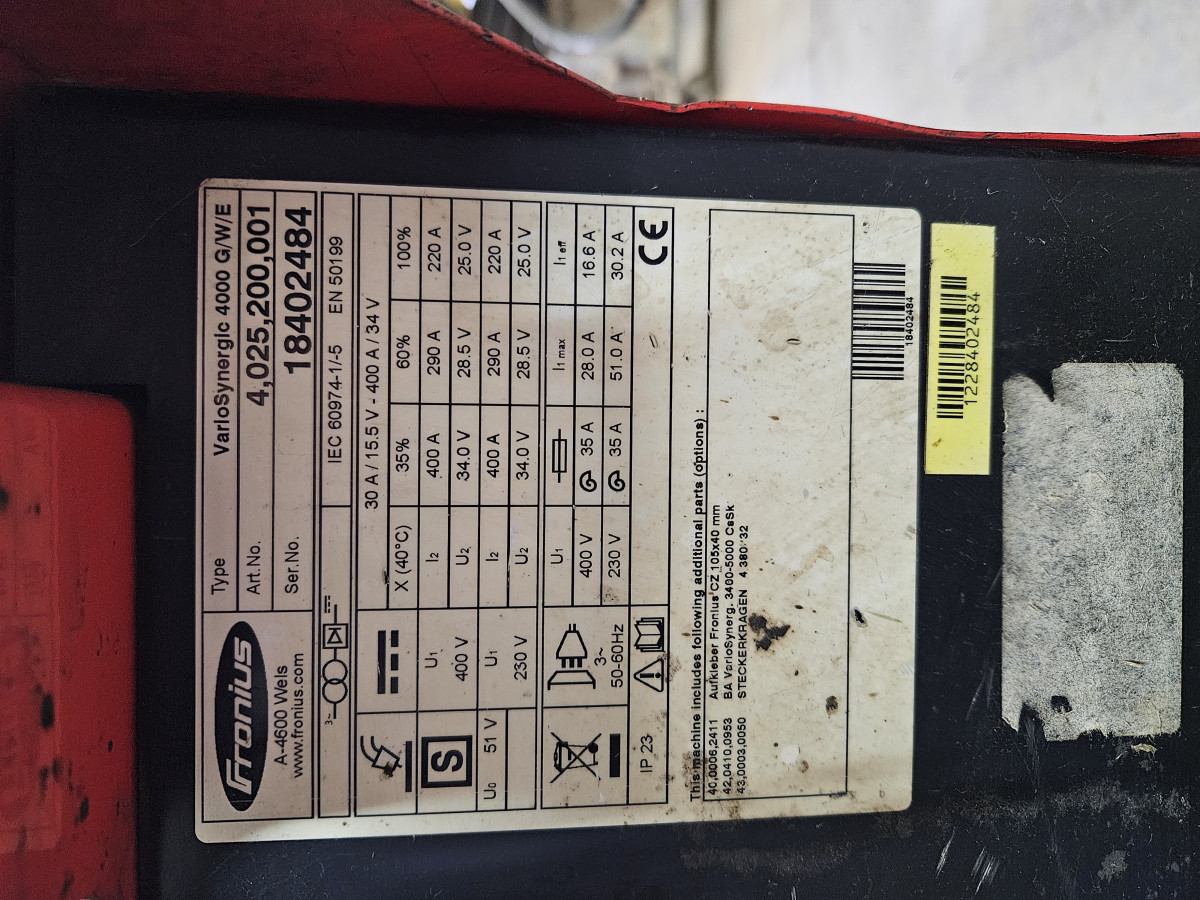 Fronius
A-4600 Wels
www.fronius.com
Type VarioSynergic 4000 G/W/E
Art.No. 4,025,200,001
Ser.No. 18402484
3~ IEC 60974-1/-5 EN 50199
30 A / 15.5 V - 400 A / 34 V
X (40°C) 35% 60% 100%
S
U₁ 400 V
I₂ 400 A 290 A 220 A
U₂ 34.0 V 28.5 V 25.0 V
U₀ 51 V
U₁ 230 V
I₂ 400 A 290 A 220 A
U₂ 34.0 V 28.5 V 25.0 V
3~
50-60Hz
U₁ I₁ max I₁ eff
400 V 35 A 28.0 A 16.6 A
230 V 35 A 51.0 A 30.2 A
IP 23
CE
This machine includes following additional parts (options) :
40,0006,2411 Aufkleber Fronius CZ 105x40 mm
42,0410,0953 BA VarioSynerg. 3400-5000 CsSk
43,0003,0050 STECKERKRAGEN 4 380/32
18402484
1228402484